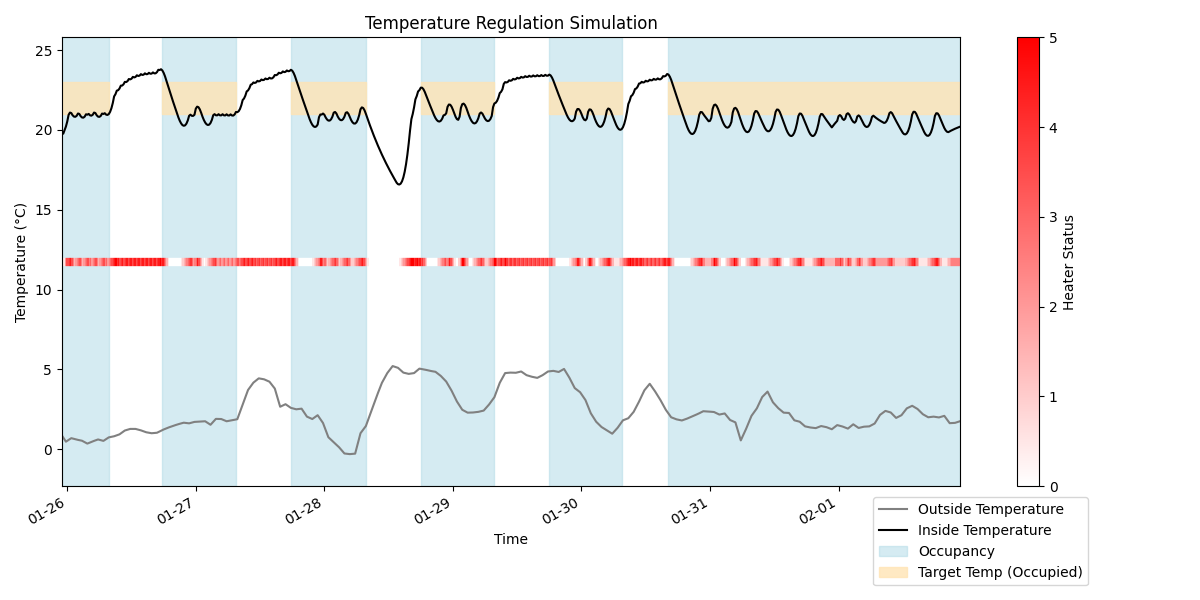 Temperature Regulation Simulation
25
20
15
10
5
0
Temperature (°C)
01-26
01-27
01-28
01-29
01-30
01-31
02-01
Time
5
4
3
2
1
0
Heater Status
Outside Temperature
Inside Temperature
Occupancy
Target Temp (Occupied)